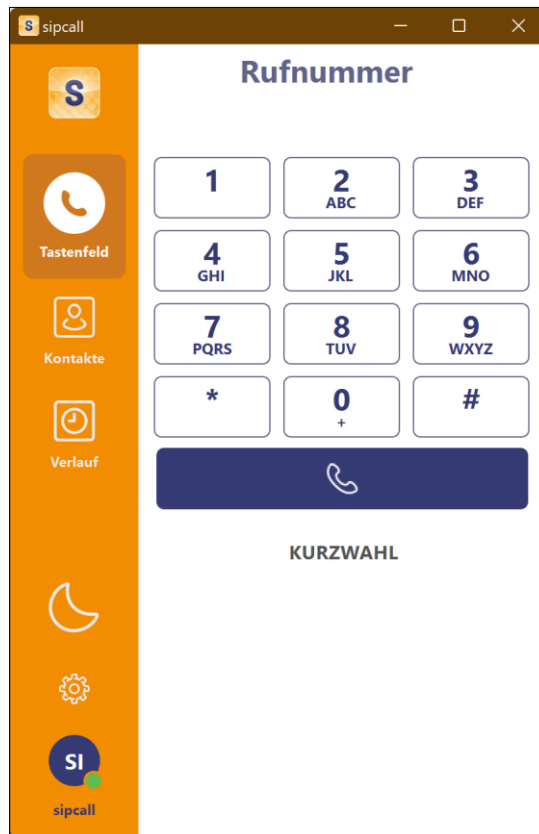 S sipcall
S
Rufnummer
1
2
ABC
3
DEF
Tastenfeld
4
GHI
5
JKL
6
MNO
Kontakte
7
PQRS
8
TUV
9
WXYZ
*
0
+
#
Verlauf
KURZWAHL
SI
sipcall